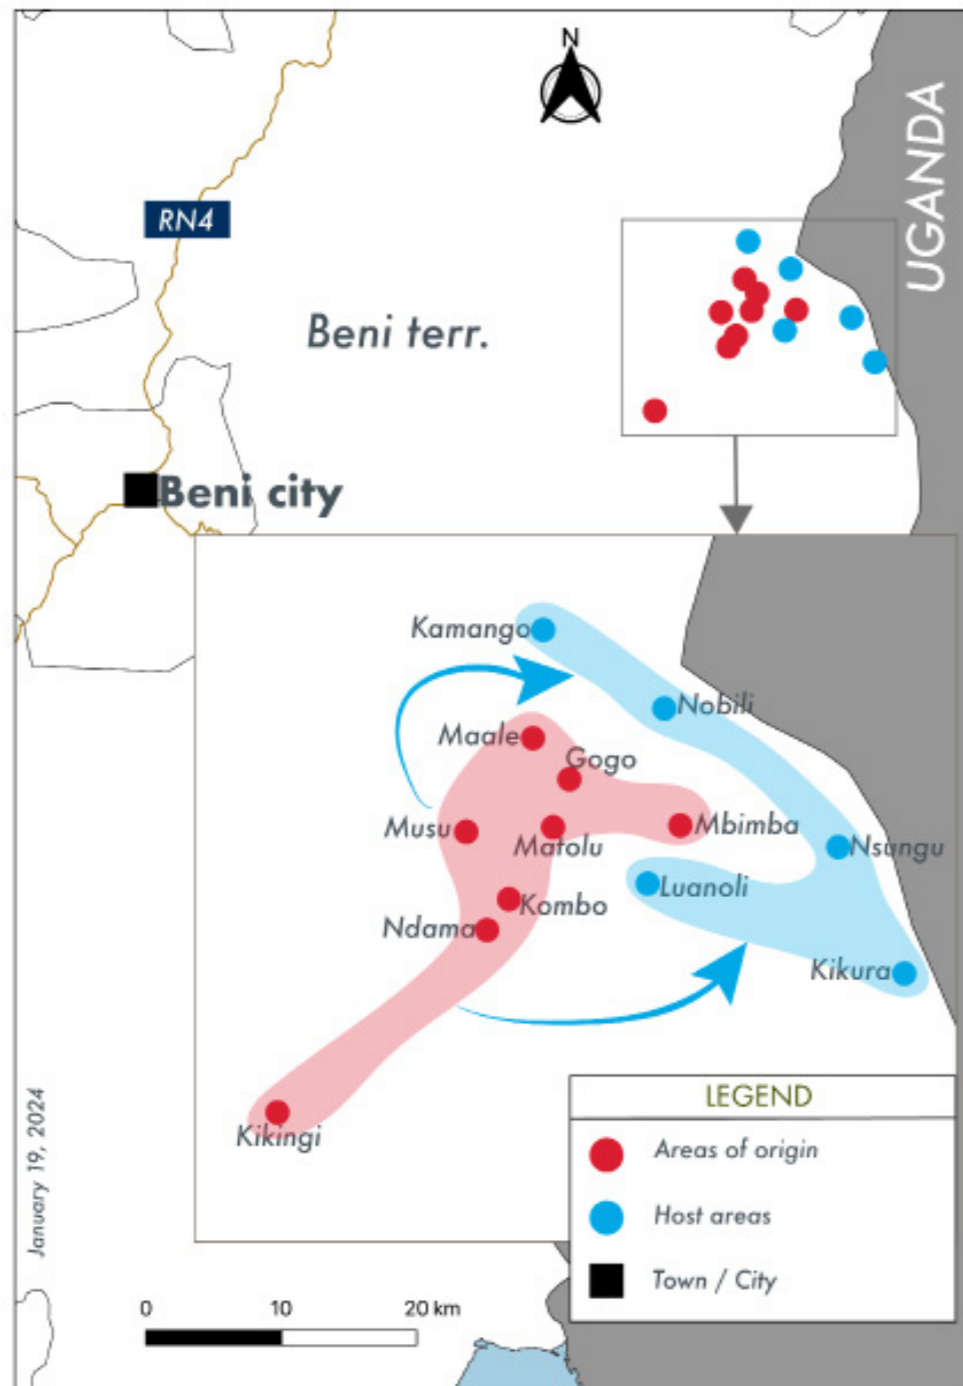 N
UGANDA
RN4
Beni terr.
Beni city
Kamango
Nobili
Maale
Gogo
Musu
Matolu
Mbimba
Nsungu
Luanoli
Kombo
Ndama
Kikura
Kikingi
January 19, 2024
LEGEND
Areas of origin
Host areas
Town / City
0 10 20 km